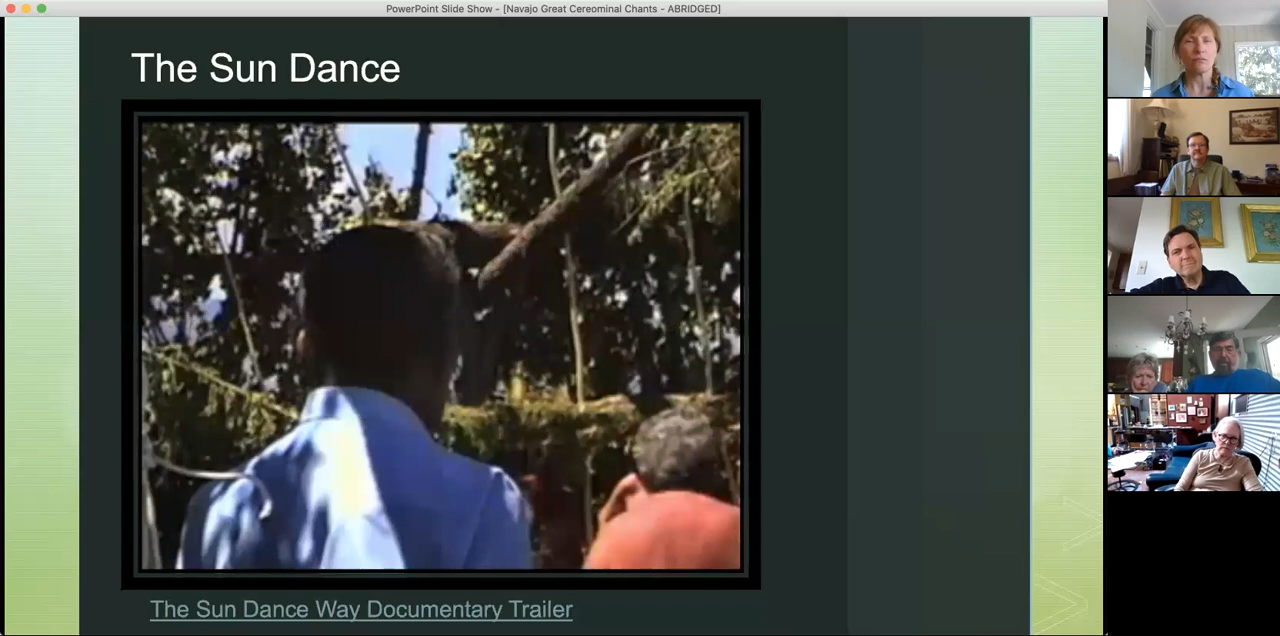 PowerPoint Slide Show - [Navajo Great Cereominal Chants - ABRIDGED]
The Sun Dance
The Sun Dance Way Documentary Trailer